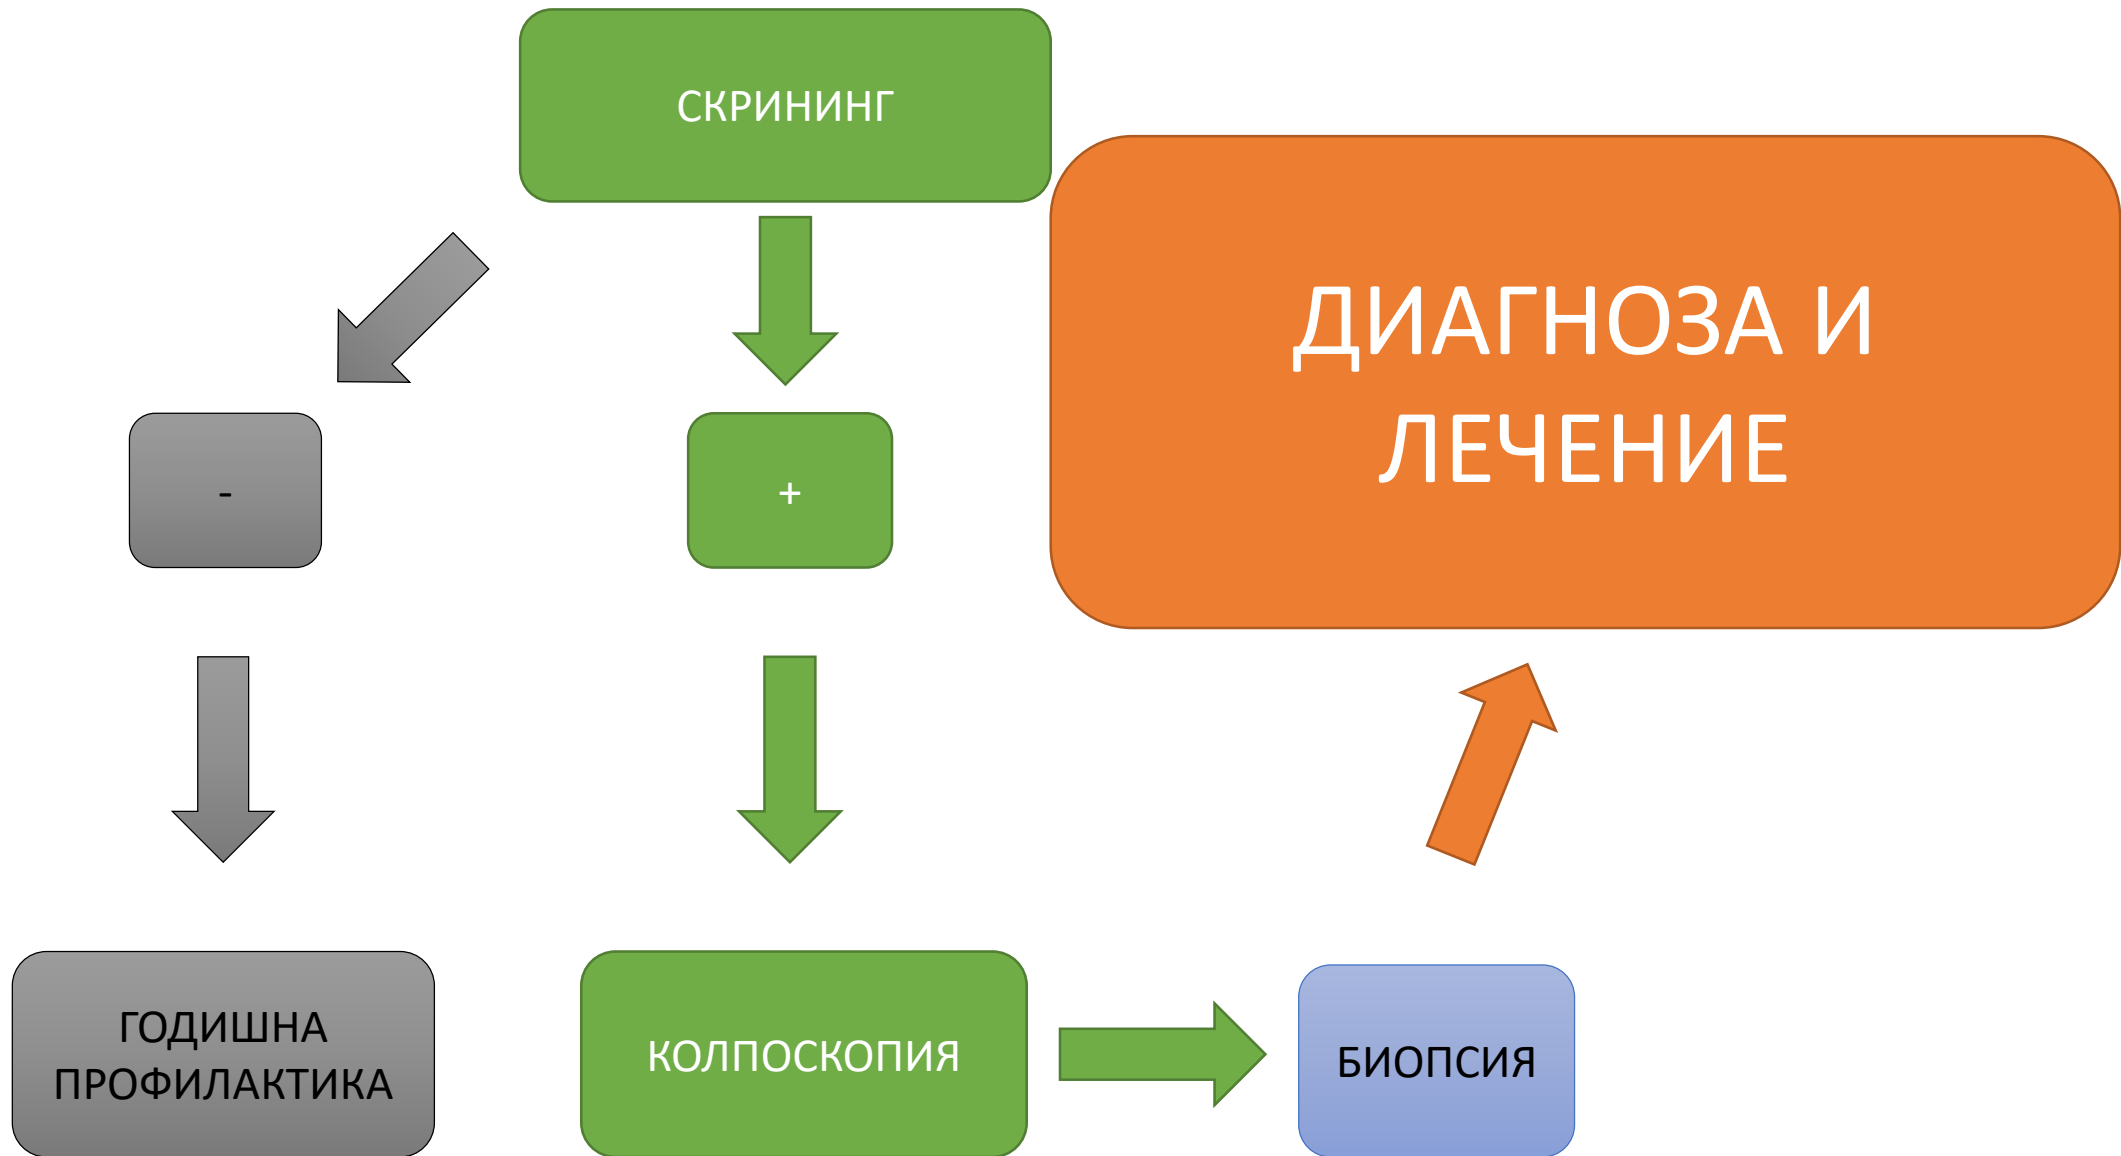 СКРИНИНГ
ДИАГНОЗА И
ЛЕЧЕНИЕ
-
+
ГОДИШНА
ПРОФИЛАКТИКА
КОЛПОСКОПИЯ
БИОПСИЯ